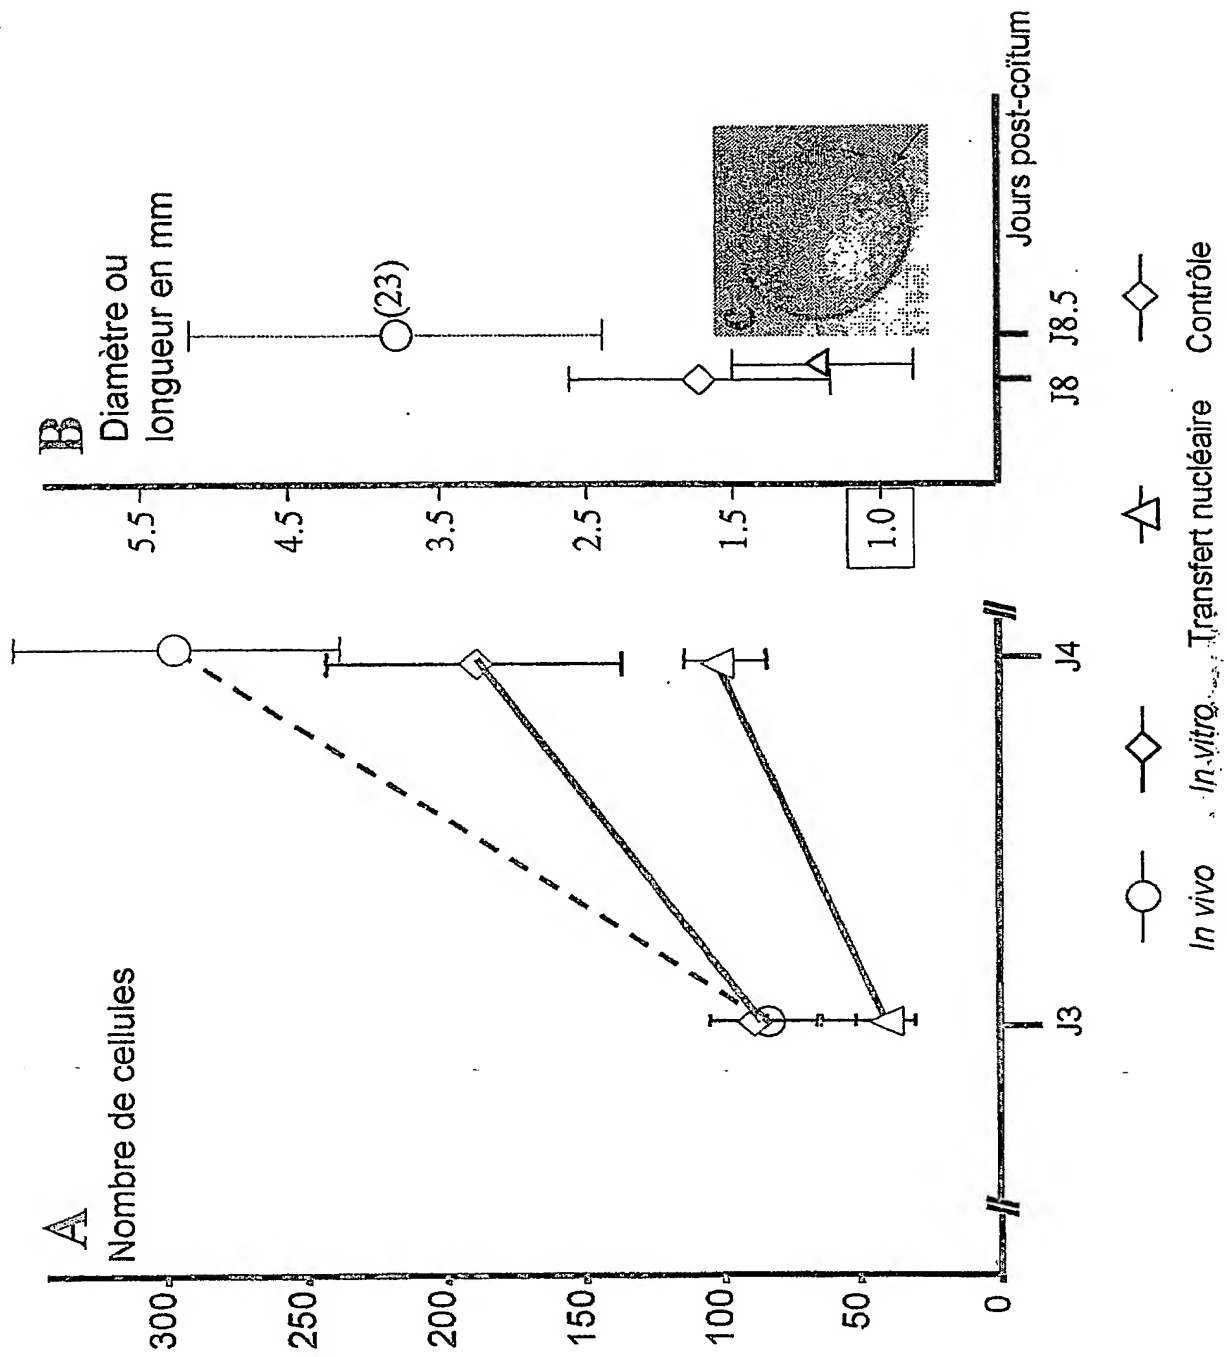 A
Nombre de cellules
300
250
200
150
100
50
0
J3
J4
B
Diamètre ou
longueur en mm
5.5
4.5
3.5
2.5
1.5
1.0
(23)
C
J8
J8.5
Jours post-coïtum
In vivo
In vitro
Transfert nucléaire
Contrôle